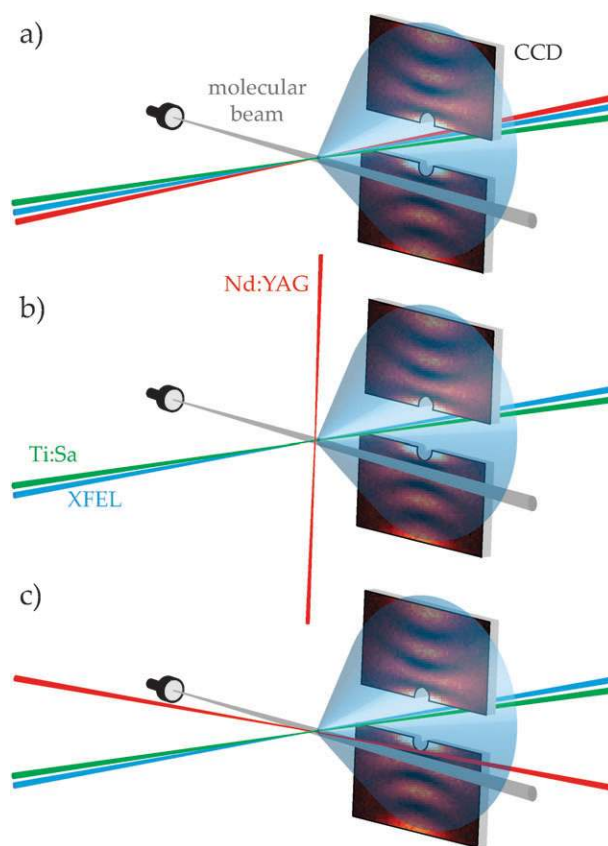 a)
CCD
molecular
beam
Nd:YAG
b)
Ti:Sa
XFEL
c)